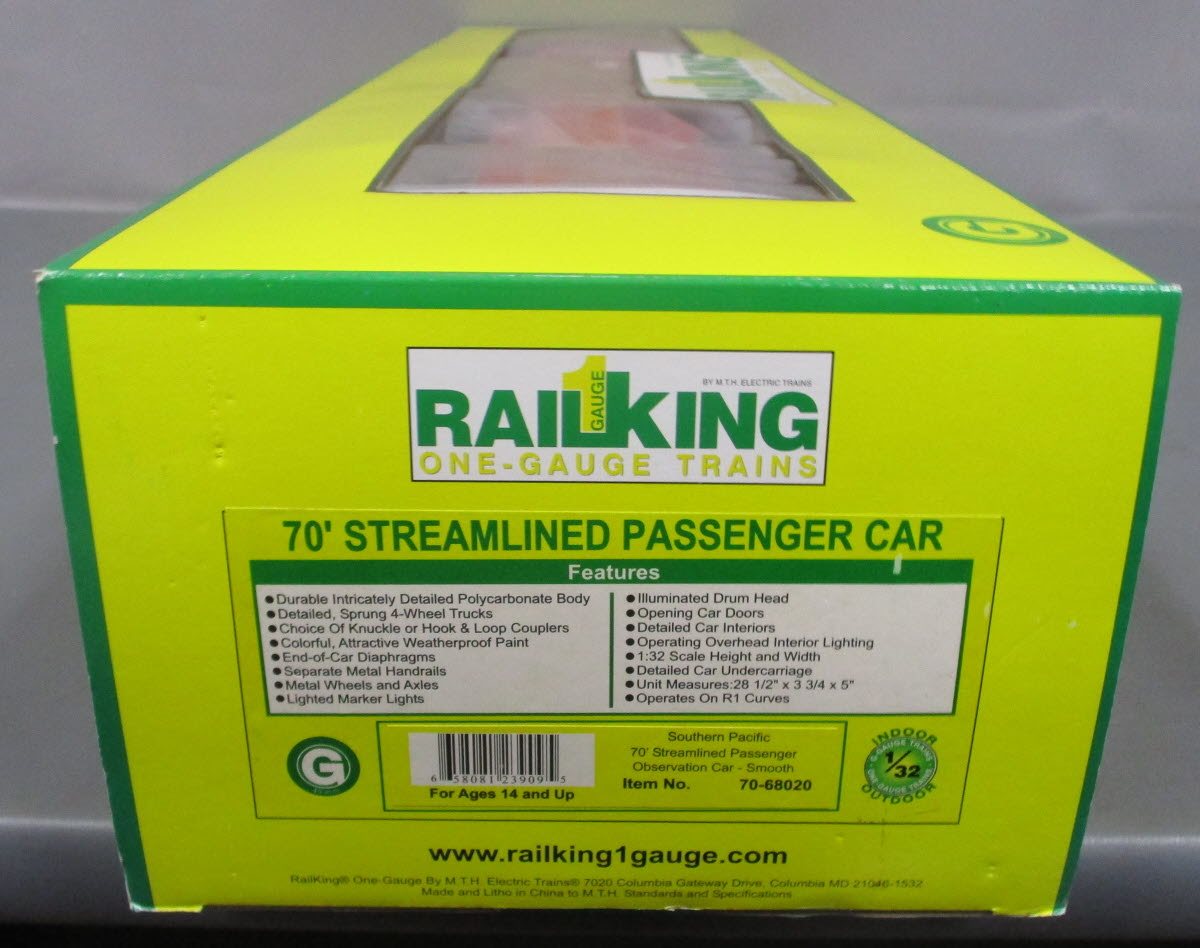 RAILKING
G
BY M.T.H. ELECTRIC TRAINS
RAIL1KING
GAUGE
ONE-GAUGE TRAINS
70' STREAMLINED PASSENGER CAR
Features
●Durable Intricately Detailed Polycarbonate Body
●Detailed, Sprung 4-Wheel Trucks
●Choice Of Knuckle or Hook & Loop Couplers
●Colorful, Attractive Weatherproof Paint
●End-of-Car Diaphragms
●Separate Metal Handrails
●Metal Wheels and Axles
●Lighted Marker Lights
●Illuminated Drum Head
●Opening Car Doors
●Detailed Car Interiors
●Operating Overhead Interior Lighting
●1:32 Scale Height and Width
●Detailed Car Undercarriage
●Unit Measures:28 1/2" x 3 3/4 x 5"
●Operates On R1 Curves
G
6 58081 23909 5
For Ages 14 and Up
Southern Pacific
70' Streamlined Passenger
Observation Car - Smooth
Item No. 70-68020
INDOOR
G-GAUGE TRAINS
1/32
ONE-GAUGE TRAINS
OUTDOOR
www.railking1gauge.com
RailKing® One-Gauge By M.T.H. Electric Trains® 7020 Columbia Gateway Drive, Columbia MD 21046-1532
Made and Litho in China to M.T.H. Standards and Specifications